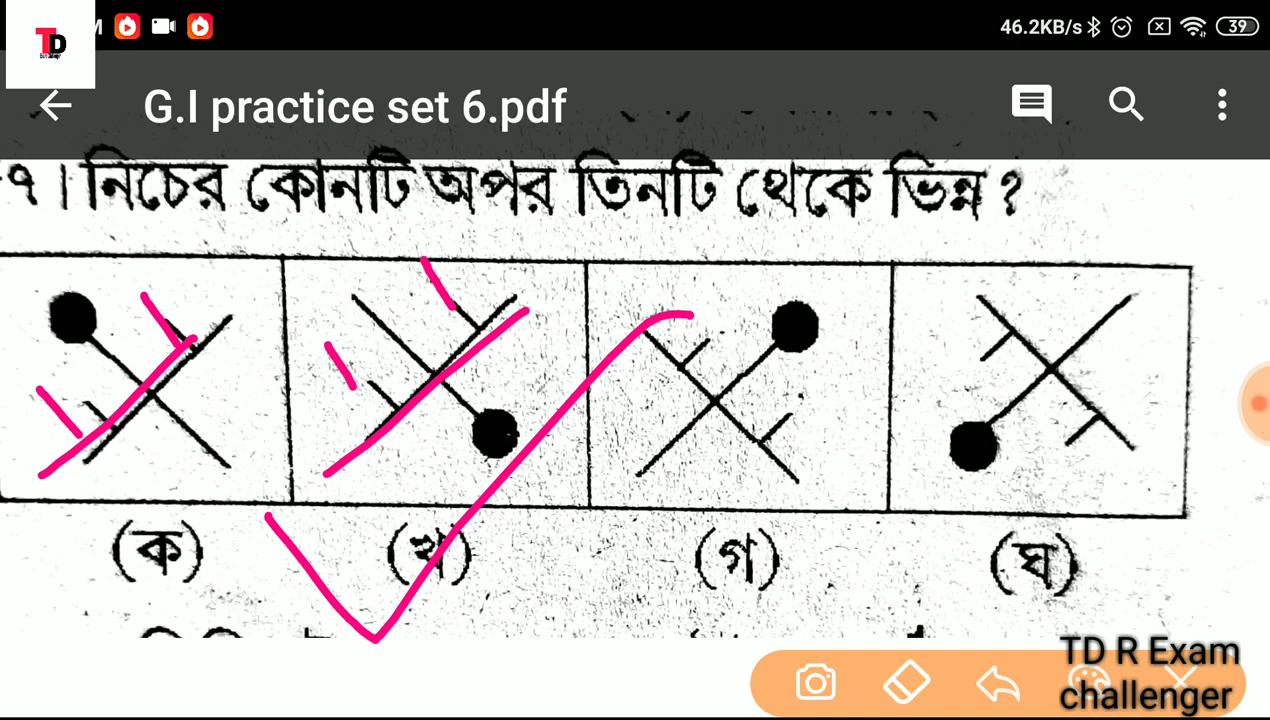 TD
M
46.2KB/s
39
G.I practice set 6.pdf
৭। নিচের কোনটি অপর তিনটি থেকে ভিন্ন ?
(ক) (খ) (গ) (ঘ)
TD R Exam
challenger